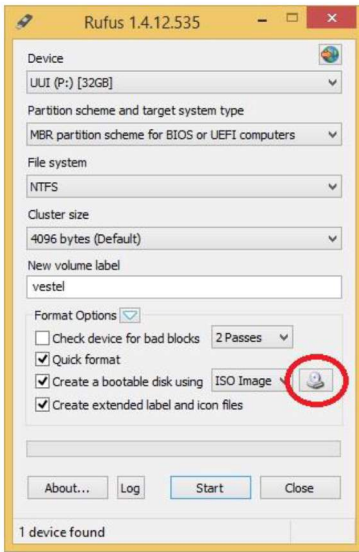 Rufus 1.4.12.535
Device
UUI (P:) [32GB]
Partition scheme and target system type
MBR partition scheme for BIOS or UEFI computers
File system
NTFS
Cluster size
4096 bytes (Default)
New volume label
vestel
Format Options
Check device for bad blocks 2 Passes
Quick format
Create a bootable disk using ISO Image
Create extended label and icon files
About... Log Start Close
1 device found